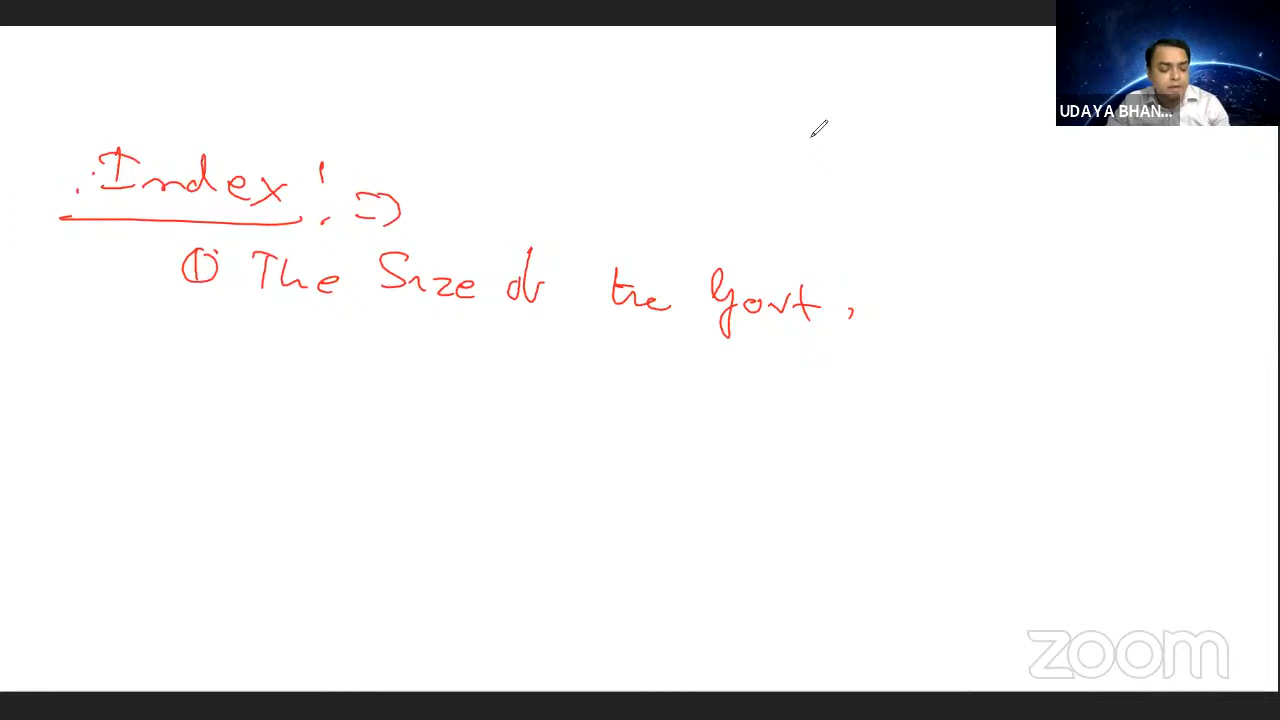 UDAYA BHAN...
Index : =>
① The Size of the Govt,
zoom